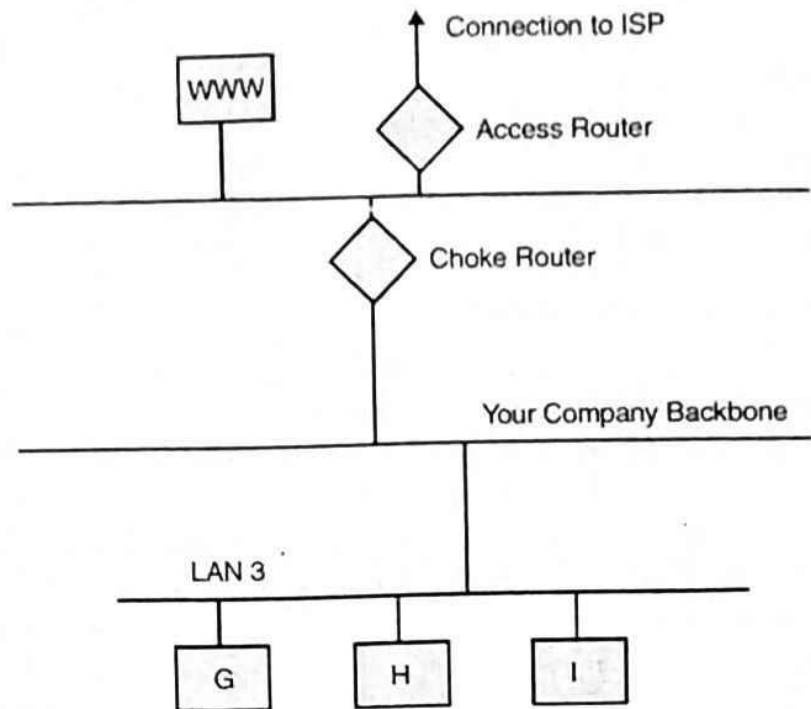 Connection to ISP
WWW
Access Router
Choke Router
Your Company Backbone
LAN 3
G
H
I